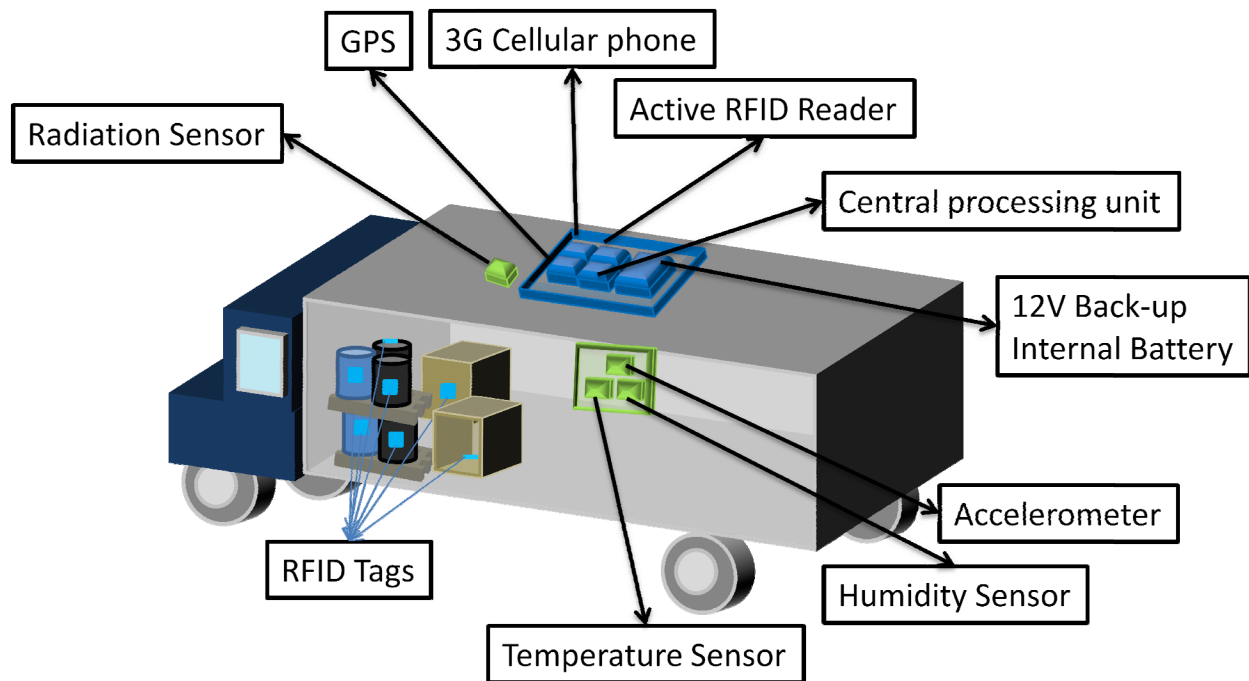 GPS
3G Cellular phone
Active RFID Reader
Radiation Sensor
Central processing unit
12V Back-up
Internal Battery
Accelerometer
RFID Tags
Humidity Sensor
Temperature Sensor